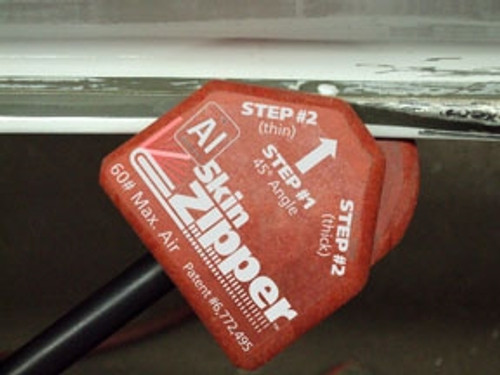 STEP #2
(thin)
Al
STEP #1
45° Angle
Skin
Zipper™
STEP #2
(thick)
60# Max. Air
Patent #6,772,495